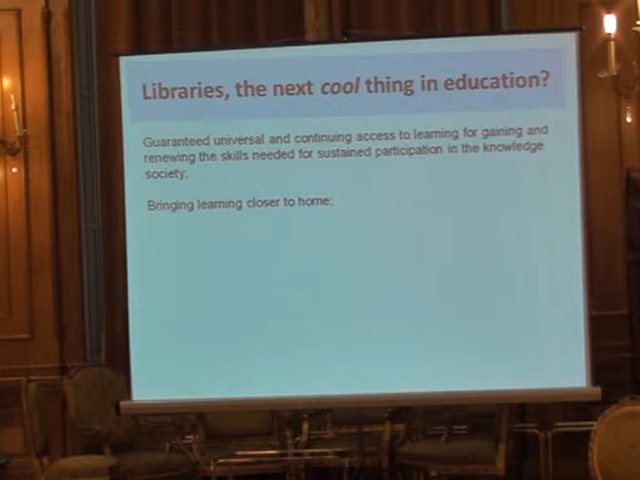 Libraries, the next cool thing in education?
Guaranteed universal and continuing access to learning for gaining and
renewing the skills needed for sustained participation in the knowledge
society;
Bringing learning closer to home;